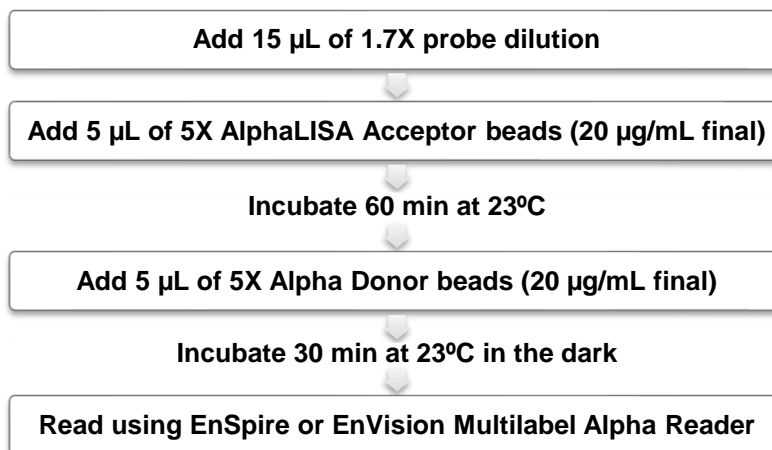 Add 15 µL of 1.7X probe dilution
Add 5 µL of 5X AlphaLISA Acceptor beads (20 µg/mL final)
Incubate 60 min at 23ºC
Add 5 µL of 5X Alpha Donor beads (20 µg/mL final)
Incubate 30 min at 23ºC in the dark
Read using EnSpire or EnVision Multilabel Alpha Reader